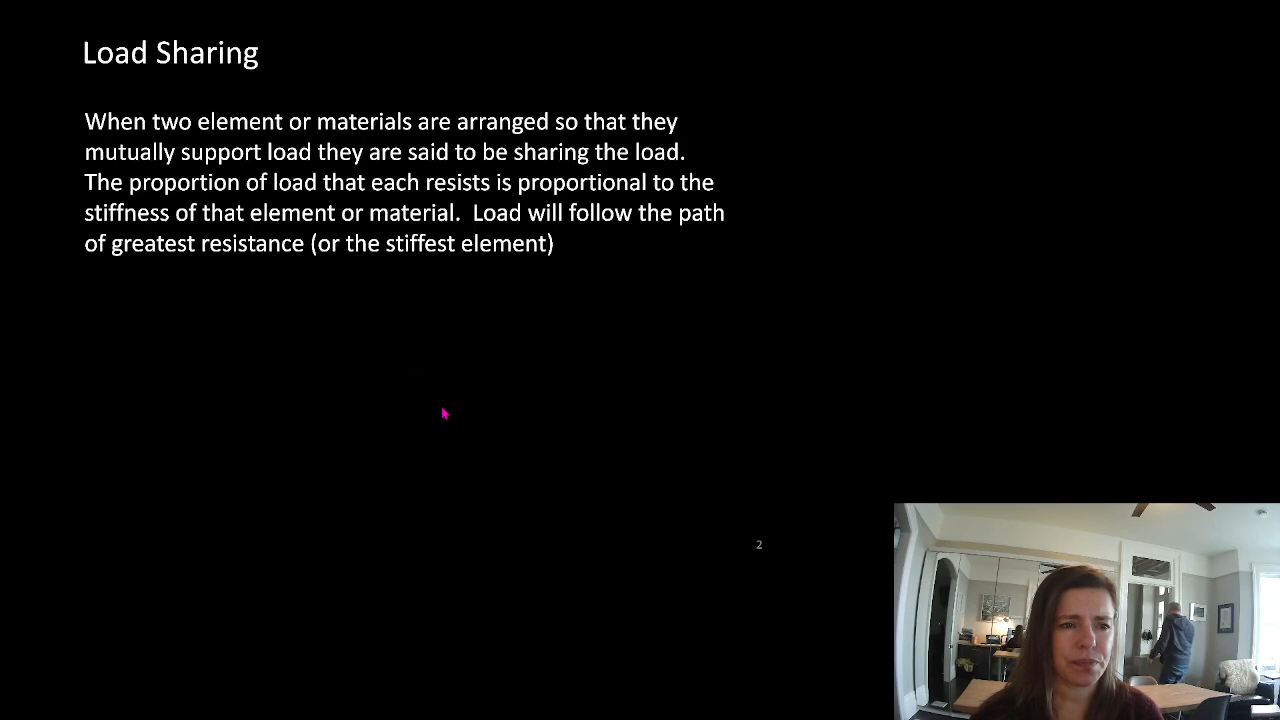 Load Sharing
When two element or materials are arranged so that they
mutually support load they are said to be sharing the load.
The proportion of load that each resists is proportional to the
stiffness of that element or material.  Load will follow the path
of greatest resistance (or the stiffest element)
2